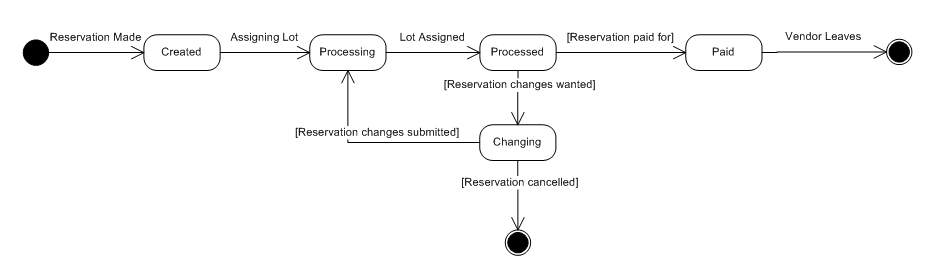 Reservation Made
Created
Assigning Lot
Processing
Lot Assigned
Processed
[Reservation paid for]
Paid
Vendor Leaves
[Reservation changes wanted]
[Reservation changes submitted]
Changing
[Reservation cancelled]